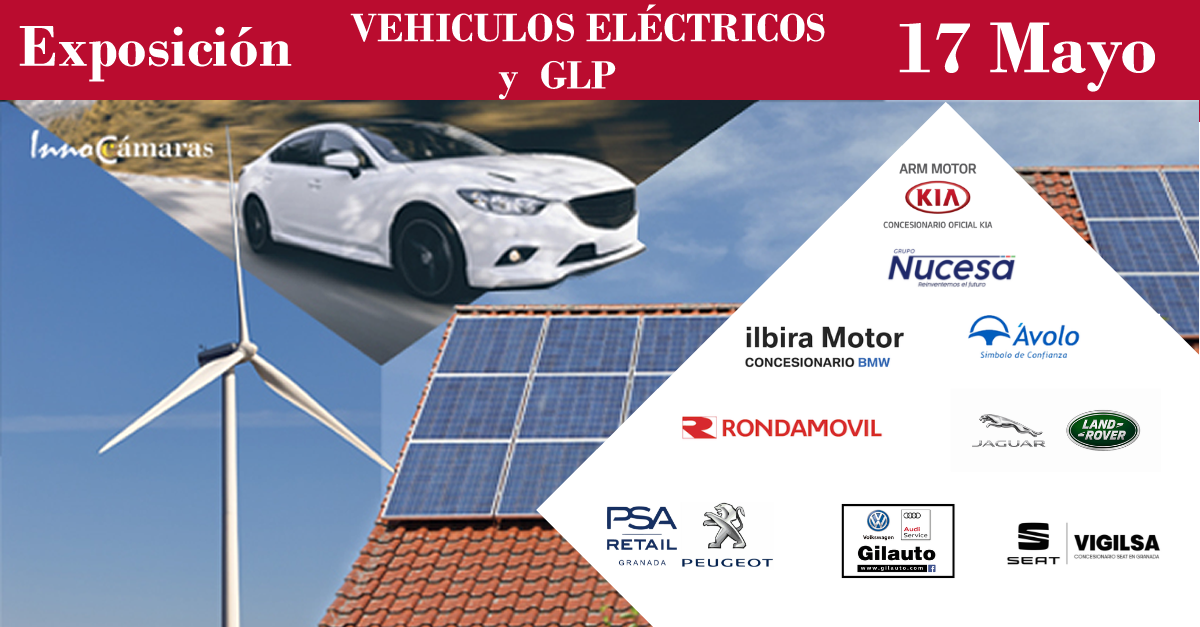 Exposición
VEHICULOS ELÉCTRICOS
y GLP
17 Mayo
InnoCámaras
ARM MOTOR
KIA
CONCESIONARIO OFICIAL KIA
GRUPO
Nucesa
Reinventemos el futuro
ilbira Motor
CONCESIONARIO BMW
Ávolo
Símbolo de Confianza
RONDAMOVIL
JAGUAR
LAND-
ROVER
PSA
RETAIL
GRANADA
PEUGEOT
Volkswagen
Audi
Service
Gilauto
www.gilauto.com
SEAT
VIGILSA
CONCESIONARIO SEAT EN GRANADA